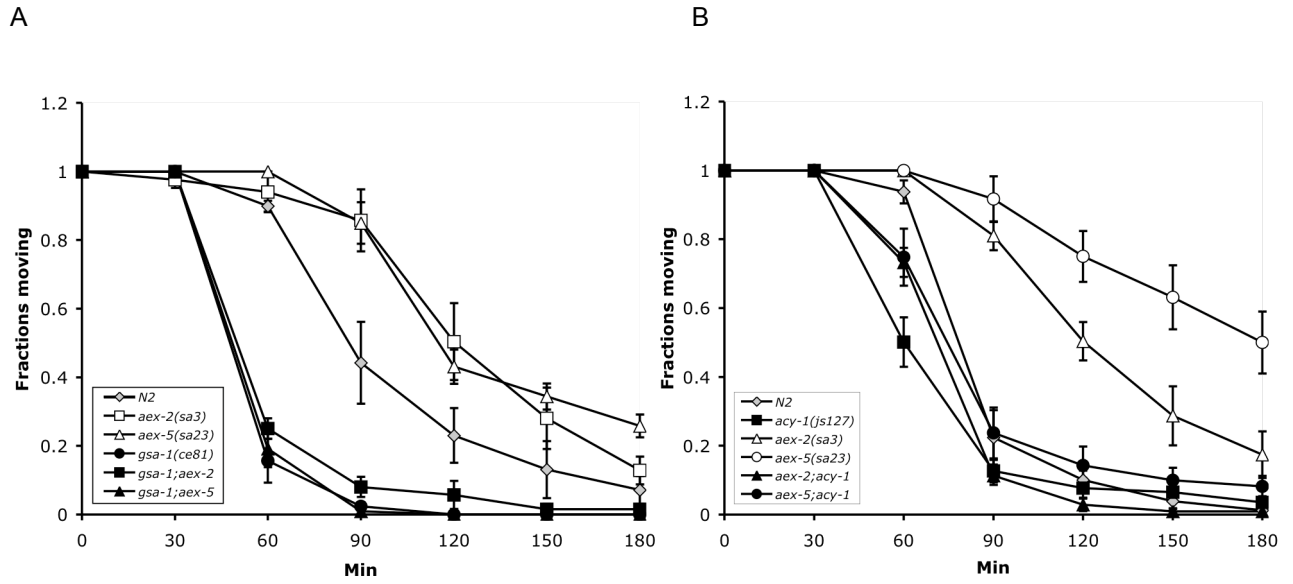 A
B
1.2
1
0.8
0.6
0.4
0.2
0
Fractions moving
N2
aex-2(sa3)
aex-5(sa23)
gsa-1(ce81)
gsa-1;aex-2
gsa-1;aex-5
0 30 60 90 120 150 180
Min
1.2
1
0.8
0.6
0.4
0.2
0
Fractions moving
N2
acy-1(js127)
aex-2(sa3)
aex-5(sa23)
aex-2;acy-1
aex-5;acy-1
0 30 60 90 120 150 180
Min